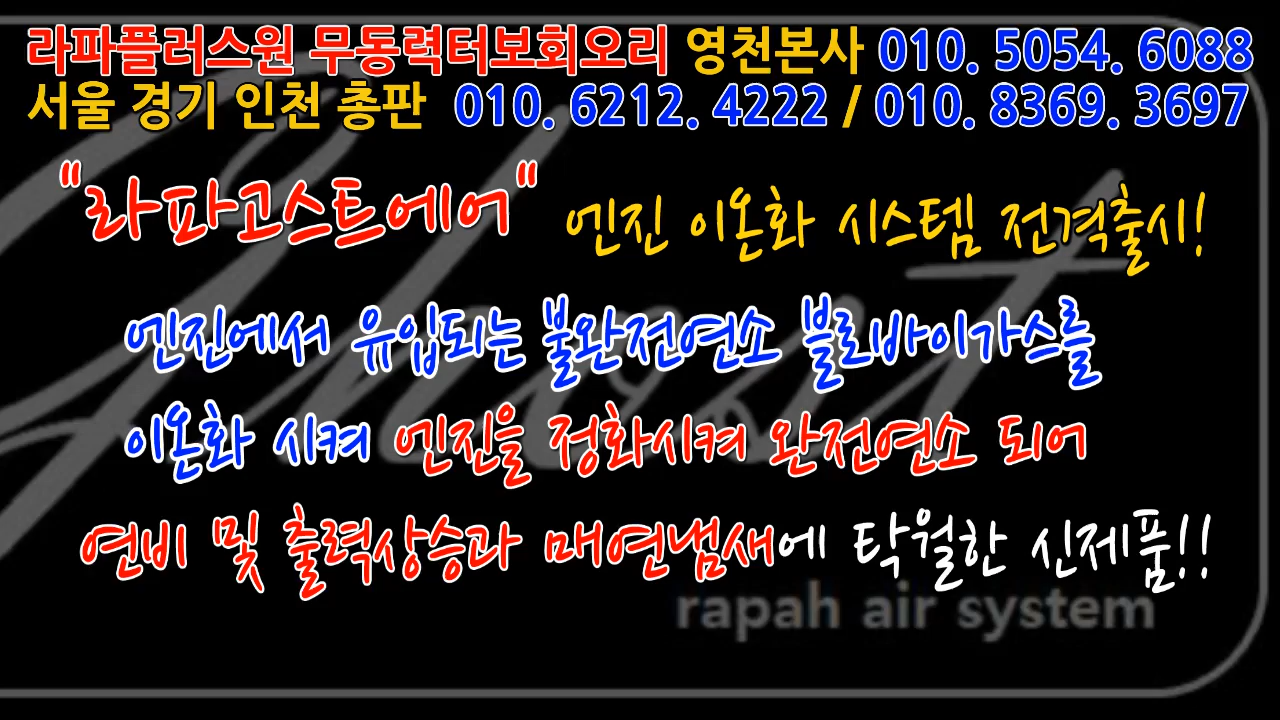 라파플러스원 무동력터보회오리 영천본사 010. 5054. 6088
서울 경기 인천 총판 010. 6212. 4222 / 010. 8369. 3697
"라파고스트에어" 엔진 이온화 시스템 전격출시!
엔진에서 유입되는 불완전연소 블로바이가스를
이온화 시켜 엔진을 정화시켜 완전연소 되어
연비 및 출력상승과 매연냄새에 탁월한 신제품!!
Ghost
rapah air system